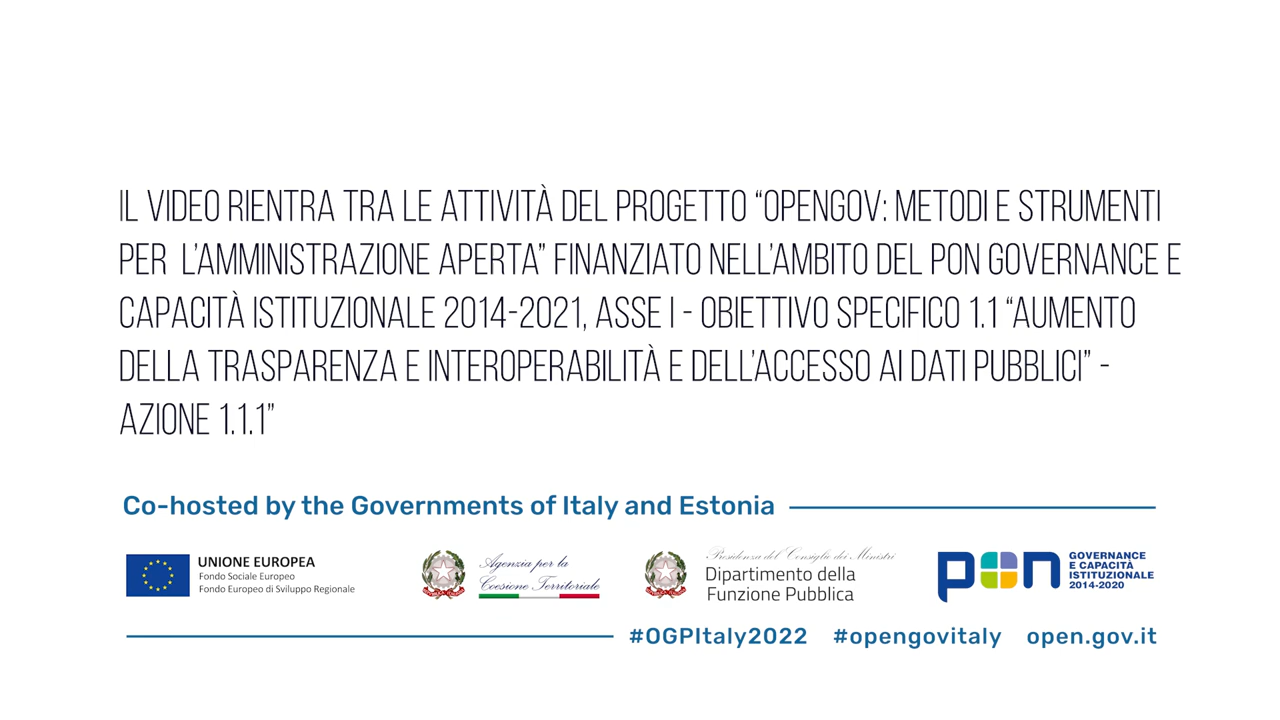 IL VIDEO RIENTRA TRA LE ATTIVITÀ DEL PROGETTO “OPENGOV: METODI E STRUMENTI
PER L’AMMINISTRAZIONE APERTA” FINANZIATO NELL’AMBITO DEL PON GOVERNANCE E
CAPACITÀ ISTITUZIONALE 2014-2021, ASSE I - OBIETTIVO SPECIFICO 1.1 “AUMENTO
DELLA TRASPARENZA E INTEROPERABILITÀ E DELL’ACCESSO AI DATI PUBBLICI” -
AZIONE 1.1.1”
Co-hosted by the Governments of Italy and Estonia
UNIONE EUROPEA
Fondo Sociale Europeo
Fondo Europeo di Sviluppo Regionale
Agenzia per la
Coesione Territoriale
Presidenza del Consiglio dei Ministri
Dipartimento della
Funzione Pubblica
pon
GOVERNANCE
E CAPACITÀ
ISTITUZIONALE
2014-2020
#OGPItaly2022 #opengovitaly open.gov.it